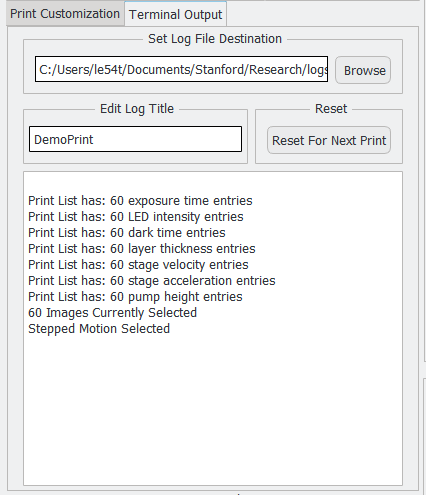 Print Customization Terminal Output
Set Log File Destination
C:/Users/le54t/Documents/Stanford/Research/logs
Browse
Edit Log Title
Reset
DemoPrint
Reset For Next Print
Print List has: 60 exposure time entries
Print List has: 60 LED intensity entries
Print List has: 60 dark time entries
Print List has: 60 layer thickness entries
Print List has: 60 stage velocity entries
Print List has: 60 stage acceleration entries
Print List has: 60 pump height entries
60 Images Currently Selected
Stepped Motion Selected